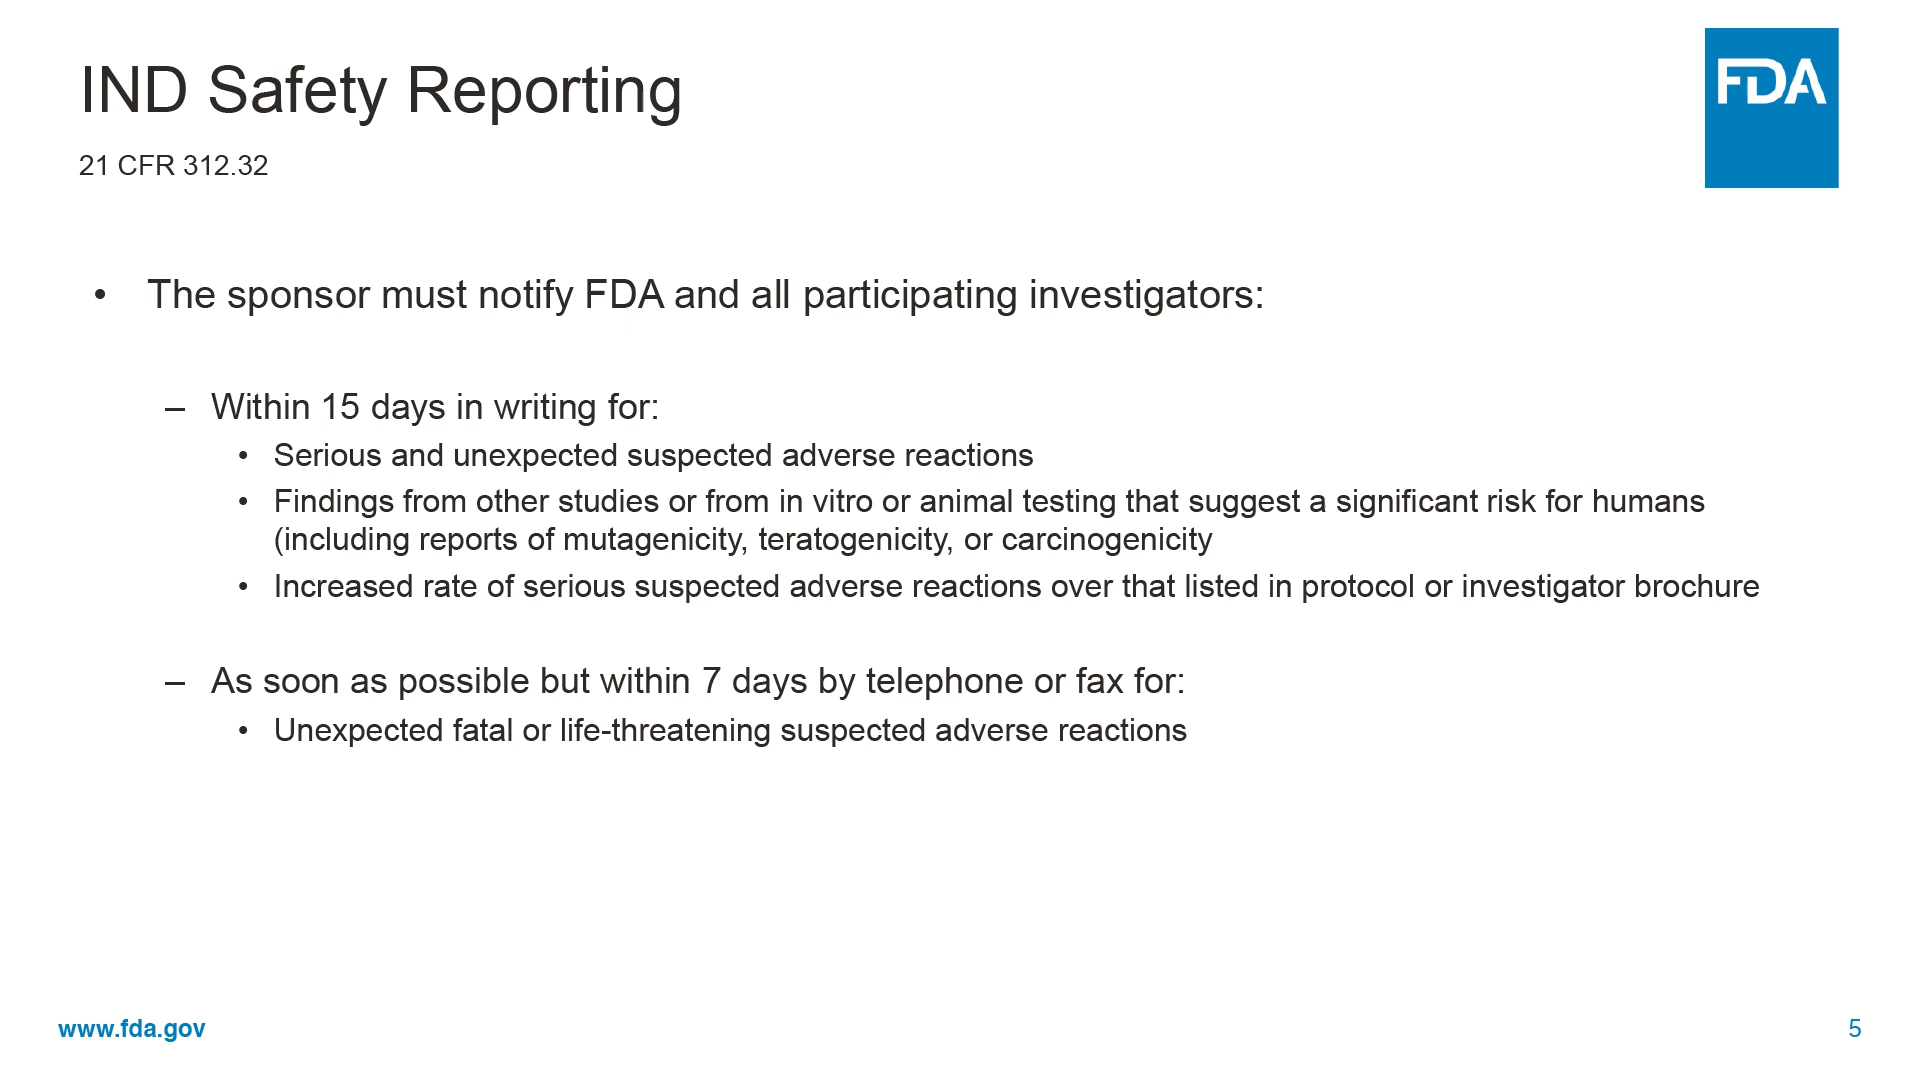 IND Safety Reporting
FDA
21 CFR 312.32
• The sponsor must notify FDA and all participating investigators:
– Within 15 days in writing for:
• Serious and unexpected suspected adverse reactions
• Findings from other studies or from in vitro or animal testing that suggest a significant risk for humans
(including reports of mutagenicity, teratogenicity, or carcinogenicity
• Increased rate of serious suspected adverse reactions over that listed in protocol or investigator brochure
– As soon as possible but within 7 days by telephone or fax for:
• Unexpected fatal or life-threatening suspected adverse reactions
www.fda.gov
5